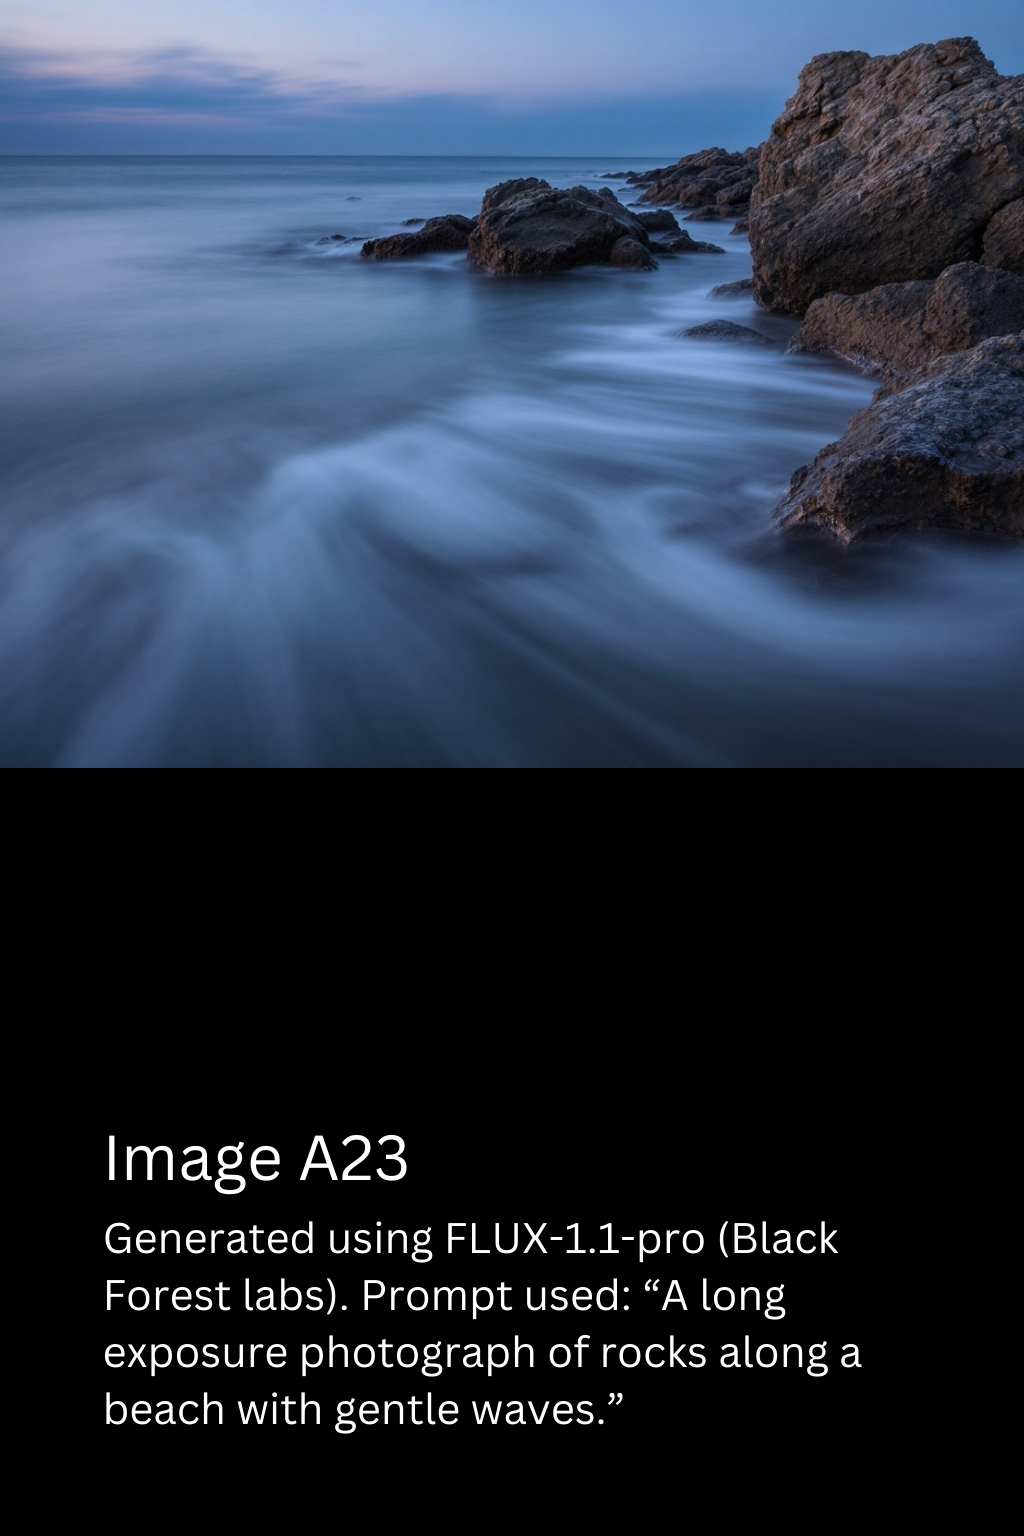 Image A23
Generated using FLUX-1.1-pro (Black
Forest labs). Prompt used: “A long
exposure photograph of rocks along a
beach with gentle waves.”